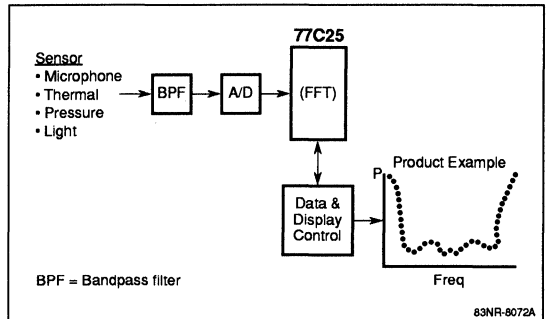 77C25
Sensor
• Microphone
• Thermal
• Pressure
• Light
BPF
A/D
(FFT)
Data &
Display
Control
Product Example
P
Freq
BPF = Bandpass filter
83NR-8072A